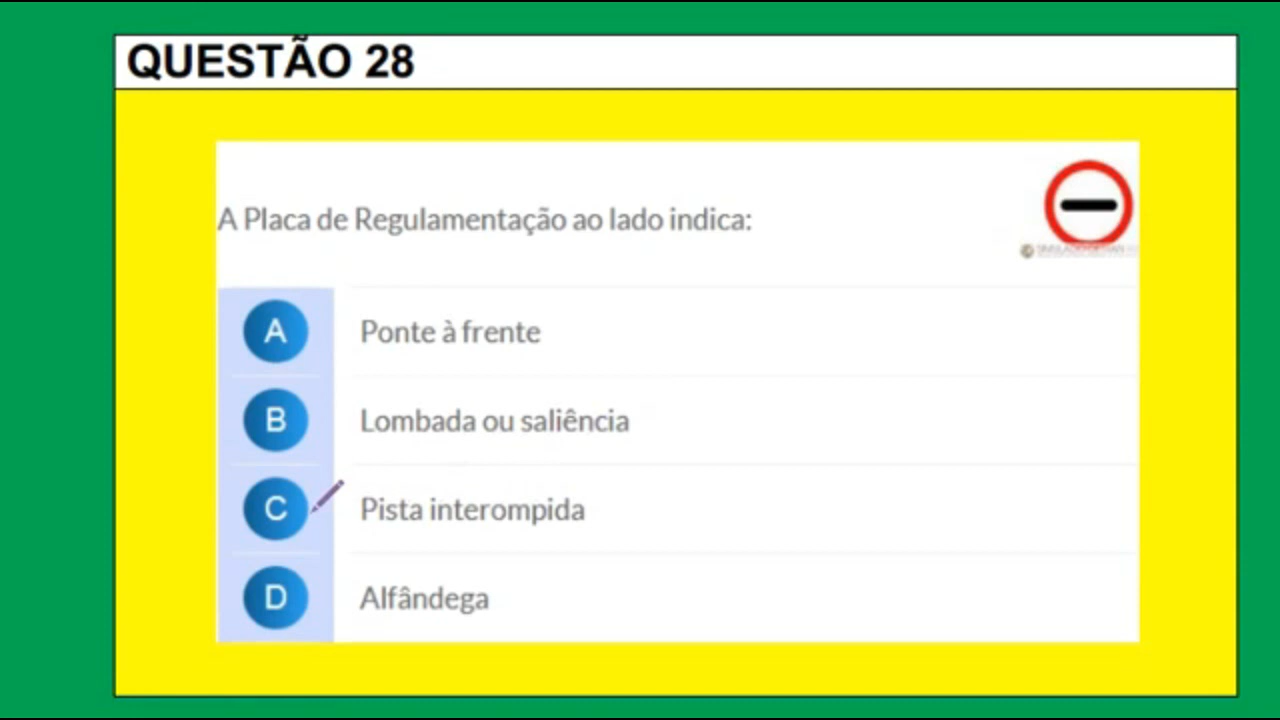 QUESTÃO 28
A Placa de Regulamentação ao lado indica:
A Ponte à frente
B Lombada ou saliência
C Pista interompida
D Alfândega